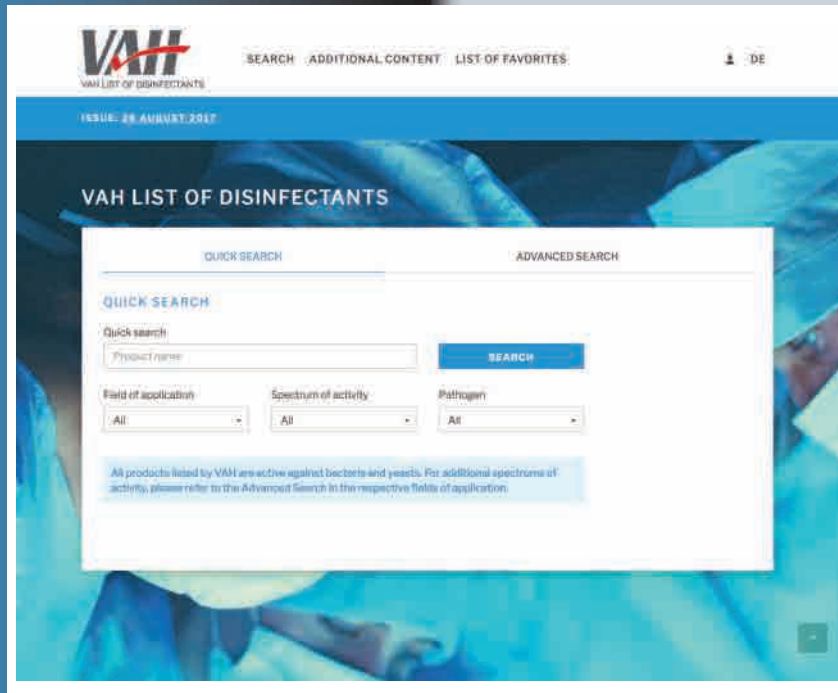 VAH
VAH LIST OF DISINFECTANTS
SEARCH ADDITIONAL CONTENT LIST OF FAVORITES DE
ISSUE: 28 AUGUST 2017
VAH LIST OF DISINFECTANTS
QUICK SEARCH ADVANCED SEARCH
QUICK SEARCH
Quick search
Product name SEARCH
Field of application Spectrum of activity Pathogen
All All All
All products listed by VAH are active against bacteria and yeasts. For additional spectrums of
activity, please refer to the Advanced Search in the respective fields of application.